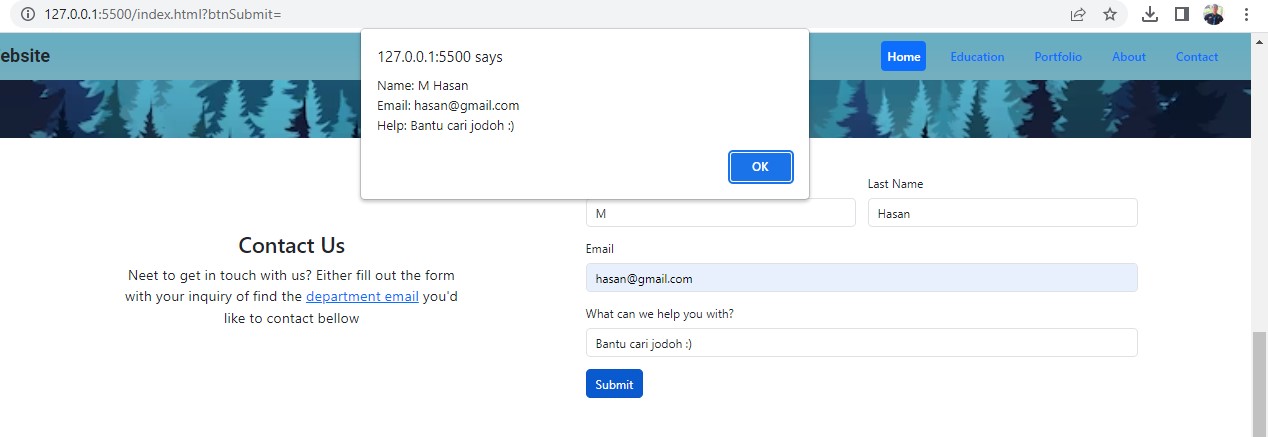 127.0.0.1:5500/index.html?btnSubmit=
ebsite
Home
Education
Portfolio
About
Contact
127.0.0.1:5500 says
Name: M Hasan
Email: hasan@gmail.com
Help: Bantu cari jodoh :)
OK
Contact Us
Neet to get in touch with us? Either fill out the form
with your inquiry of find the department email you'd
like to contact bellow
Last Name
M
Hasan
Email
hasan@gmail.com
What can we help you with?
Bantu cari jodoh :)
Submit